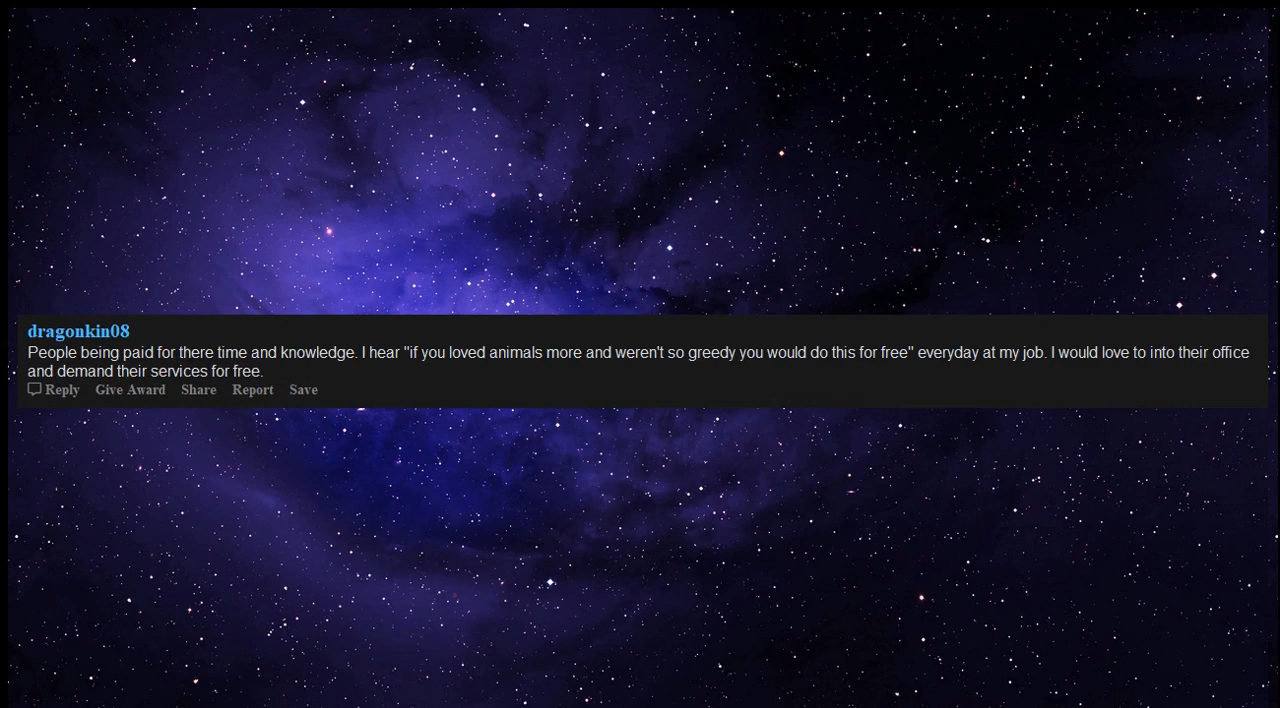 dragonkin08
People being paid for there time and knowledge. I hear "if you loved animals more and weren't so greedy you would do this for free" everyday at my job. I would love to into their office
and demand their services for free.
Reply Give Award Share Report Save